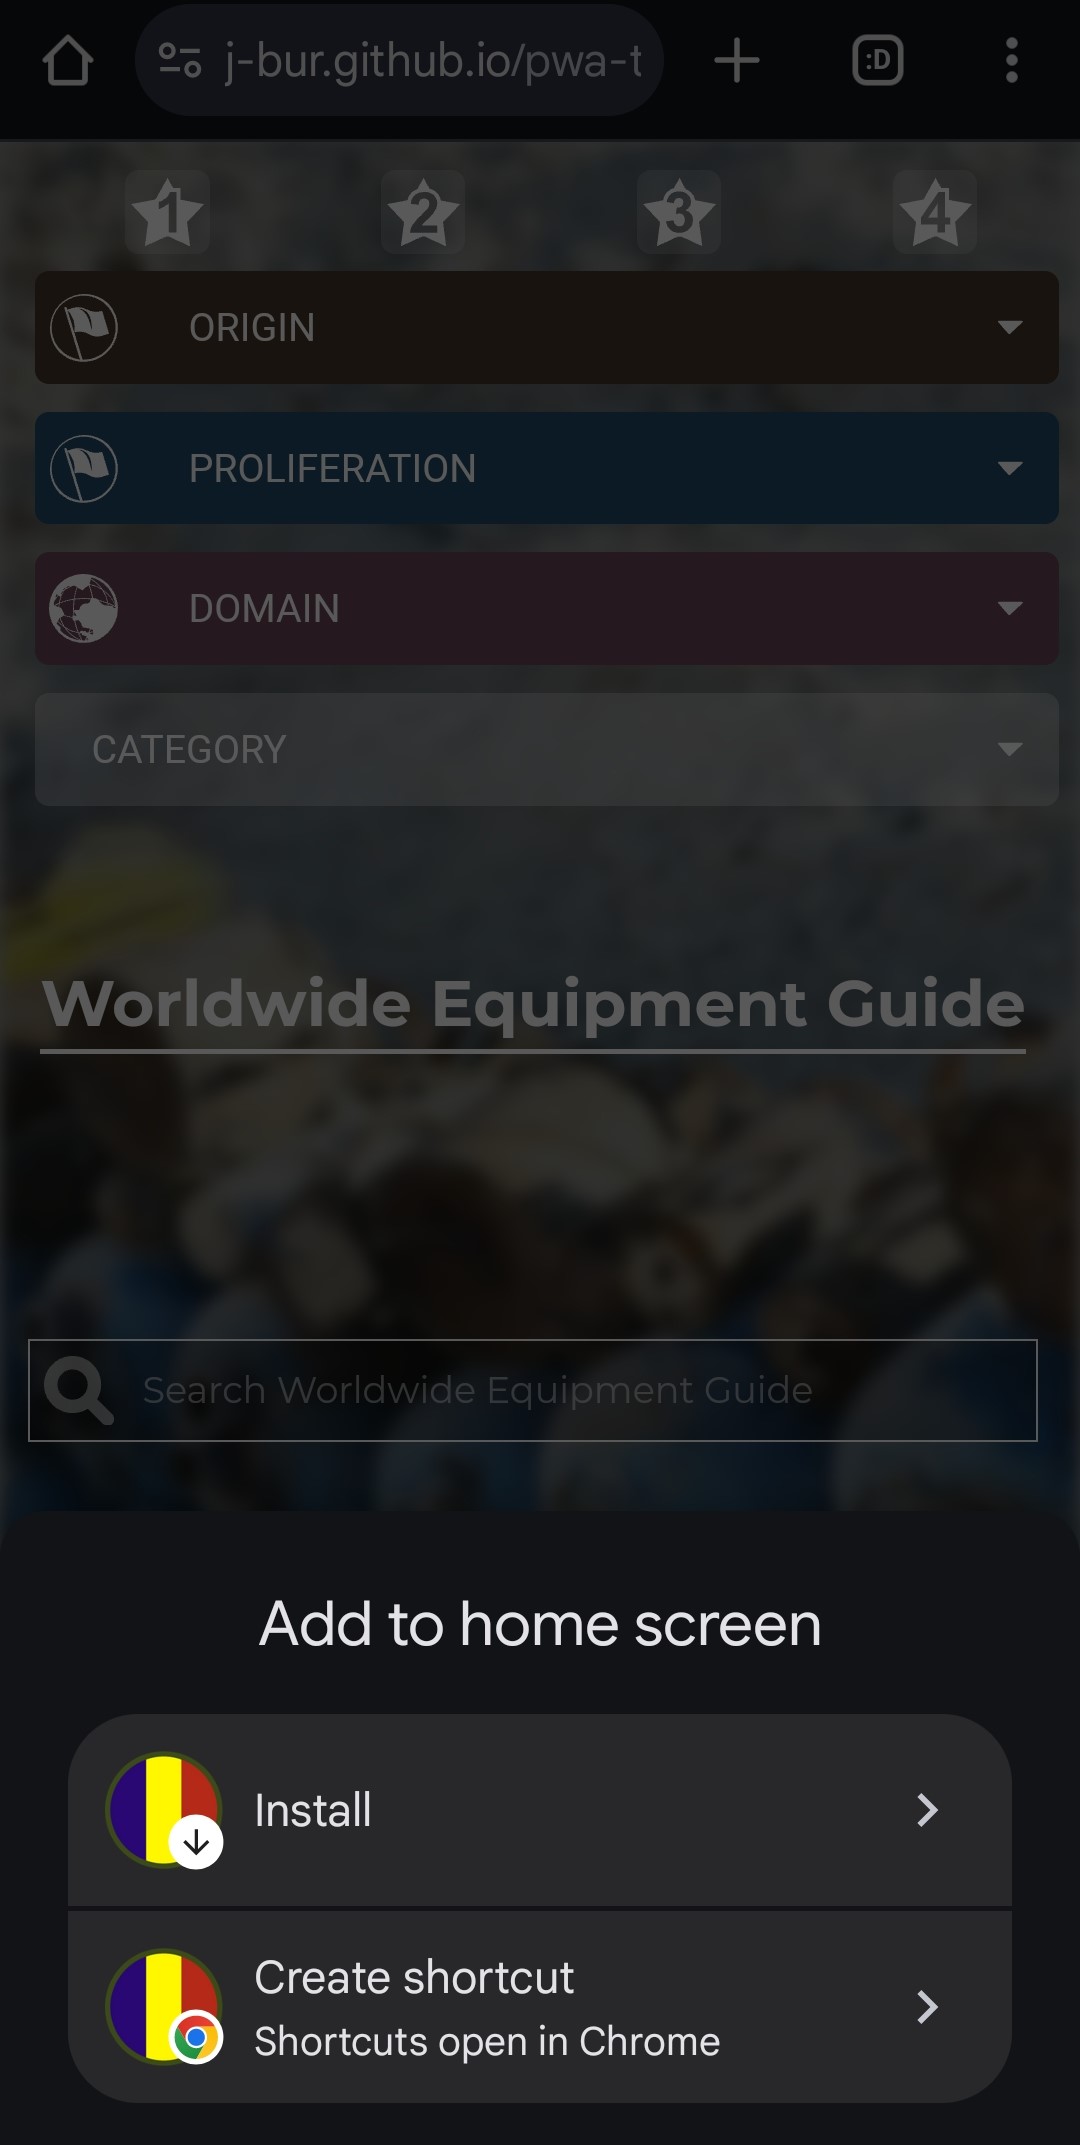 j-bur.github.io/pwa-t
:D
1
2
3
4
ORIGIN
PROLIFERATION
DOMAIN
CATEGORY
Worldwide Equipment Guide
Search Worldwide Equipment Guide
Add to home screen
Install
Create shortcut
Shortcuts open in Chrome